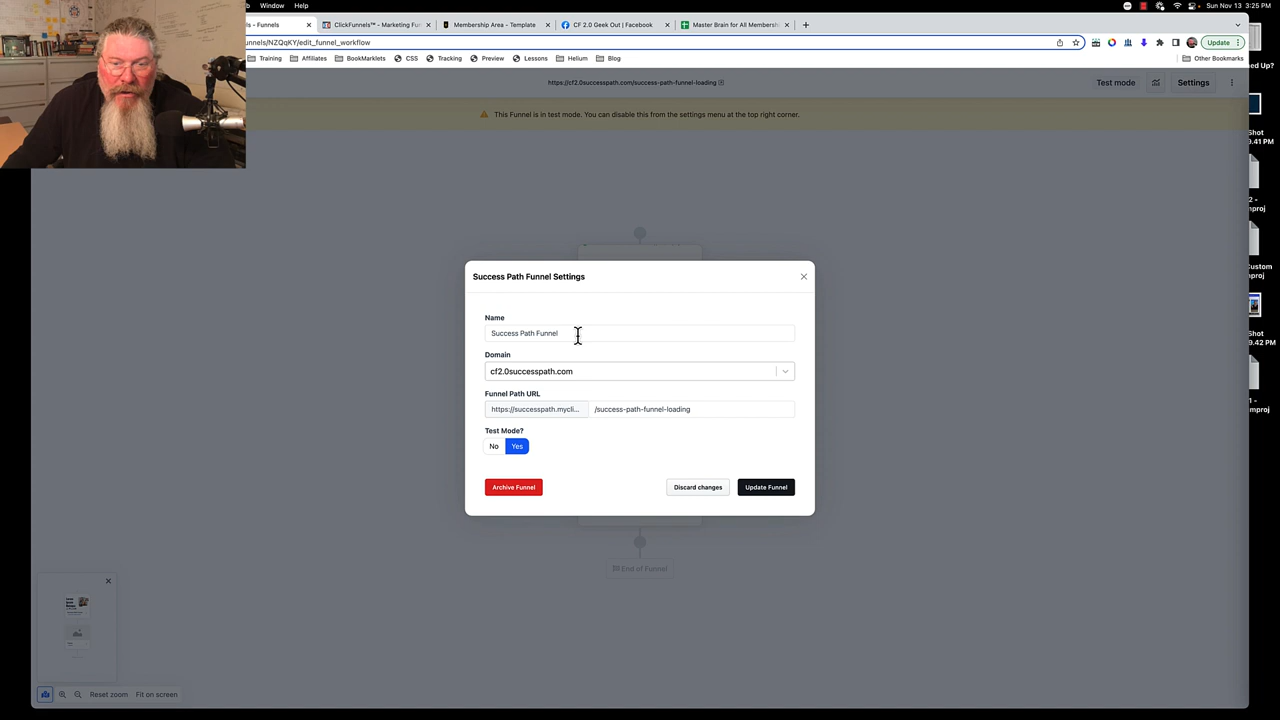 b Window Help
Sun Nov 13 3:25 PM
ls - Funnels
ClickFunnels™ - Marketing Fun
Membership Area - Template
CF 2.0 Geek Out | Facebook
Master Brain for All Members
unnels/NZQqKY/edit_funnel_workflow
Update
Training
Affiliates
BookMarklets
CSS
Tracking
Preview
Lessons
Helium
Blog
Other Bookmarks
ned Up?
https://cf2.0successpath.com/success-path-funnel-loading
Test mode
Settings
This Funnel is in test mode. You can disable this from the settings menu at the top right corner.
Shot
9.41 PM
2 -
mproj
Custom
mproj
Shot
9.42 PM
1 -
mproj
Success Path Funnel Settings
Name
Success Path Funnel
Domain
cf2.0successpath.com
Funnel Path URL
https://successpath.mycli... /success-path-funnel-loading
Test Mode?
No Yes
Archive Funnel
Discard changes
Update Funnel
End of Funnel
Reset zoom
Fit on screen